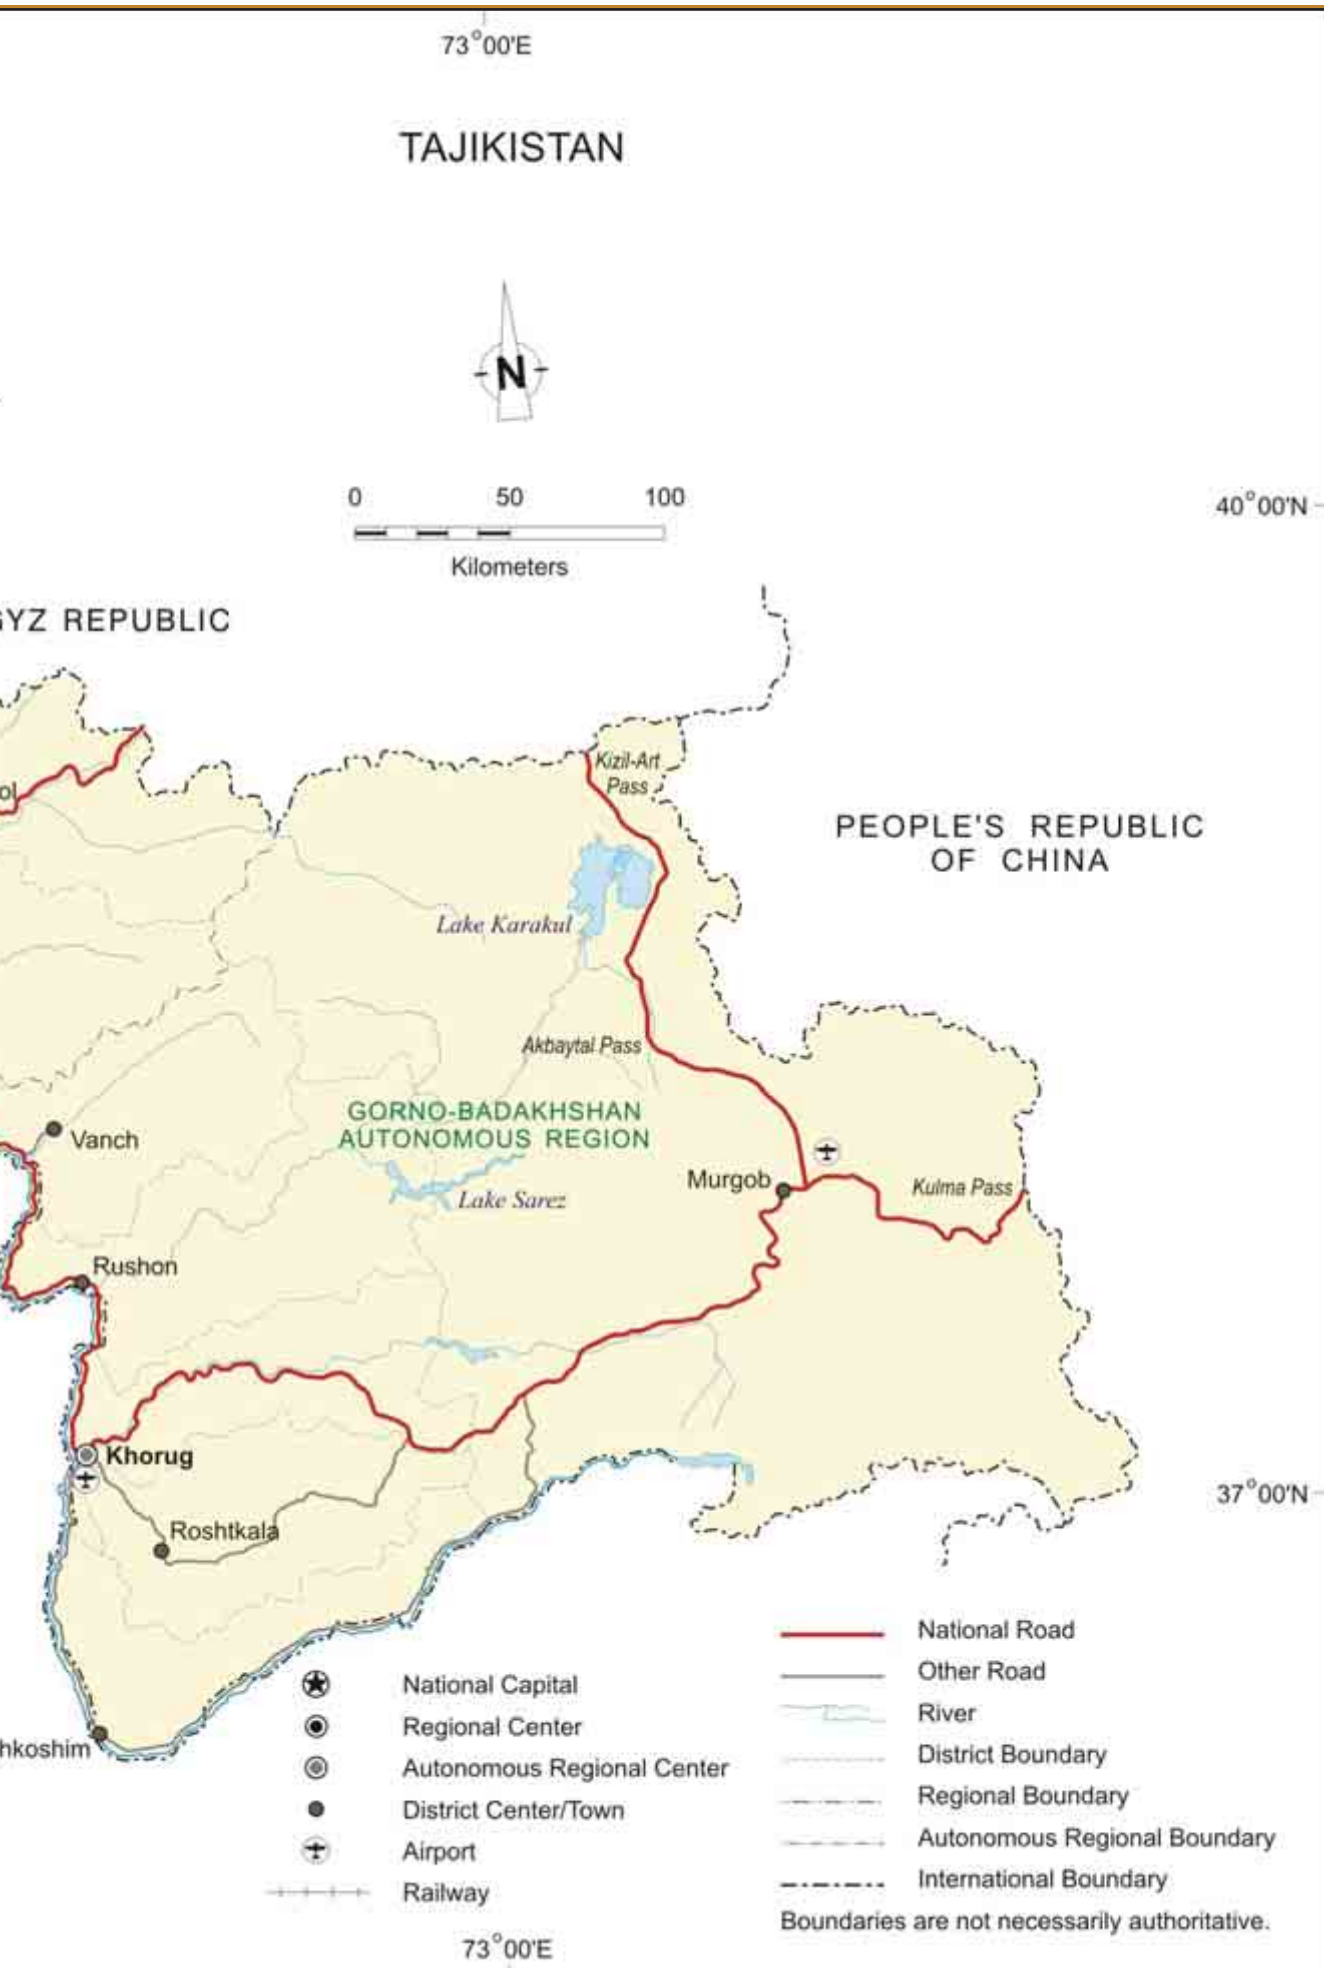 73°00'E
TAJIKISTAN
N
0 50 100
Kilometers
40°00'N
GYZ REPUBLIC
Kizil-Art
Pass
ol
PEOPLE'S REPUBLIC
OF CHINA
Lake Karakul
Akbaytal Pass
GORNO-BADAKHSHAN
AUTONOMOUS REGION
Vanch
Murgob
Kulma Pass
Lake Sarez
Rushon
Khorug
37°00'N
Roshtkala
hkoshim
National Capital
Regional Center
Autonomous Regional Center
District Center/Town
Airport
Railway
National Road
Other Road
River
District Boundary
Regional Boundary
Autonomous Regional Boundary
International Boundary
Boundaries are not necessarily authoritative.
73°00'E